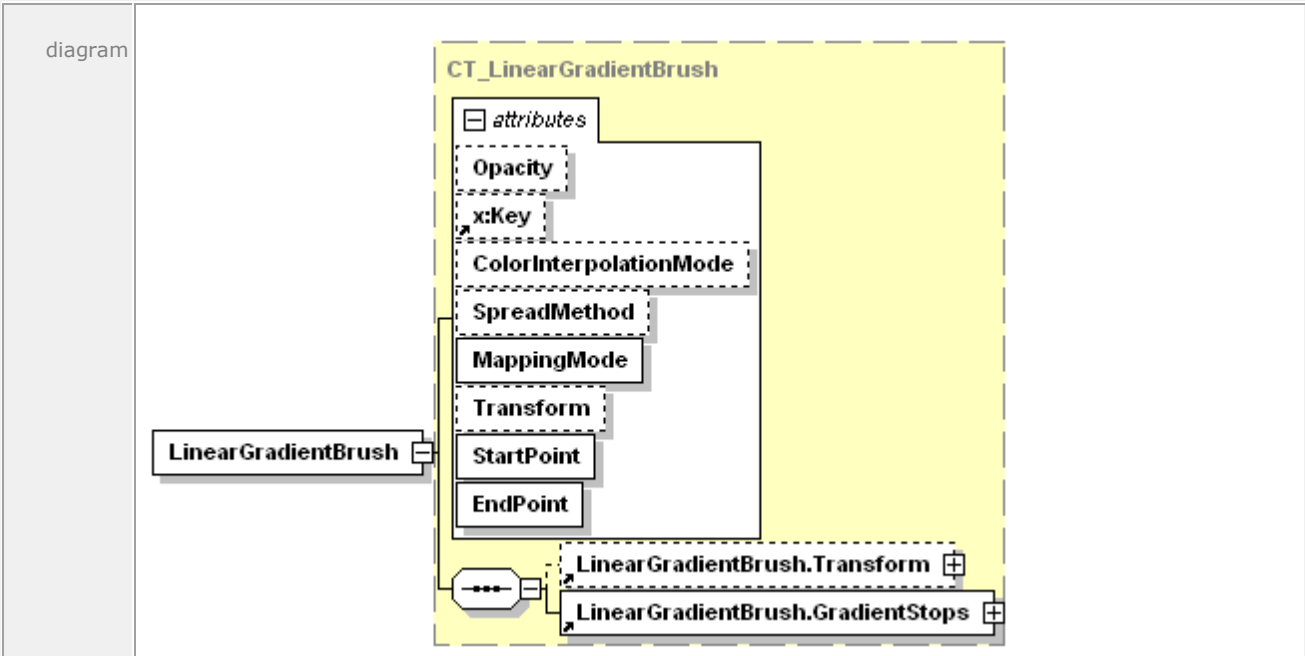 diagram
CT_LinearGradientBrush
attributes
Opacity
x:Key
ColorInterpolationMode
SpreadMethod
MappingMode
Transform
LinearGradientBrush
StartPoint
EndPoint
LinearGradientBrush.Transform
LinearGradientBrush.GradientStops